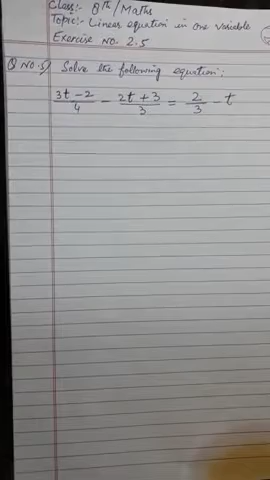 Class:- 8th/Maths
Topic:- Linear equation in one variable
Exercise No. 2.5
Q No. 5/ Solve the following equation:
(3t - 2)/4 - (2t + 3)/3 = 2/3 - t